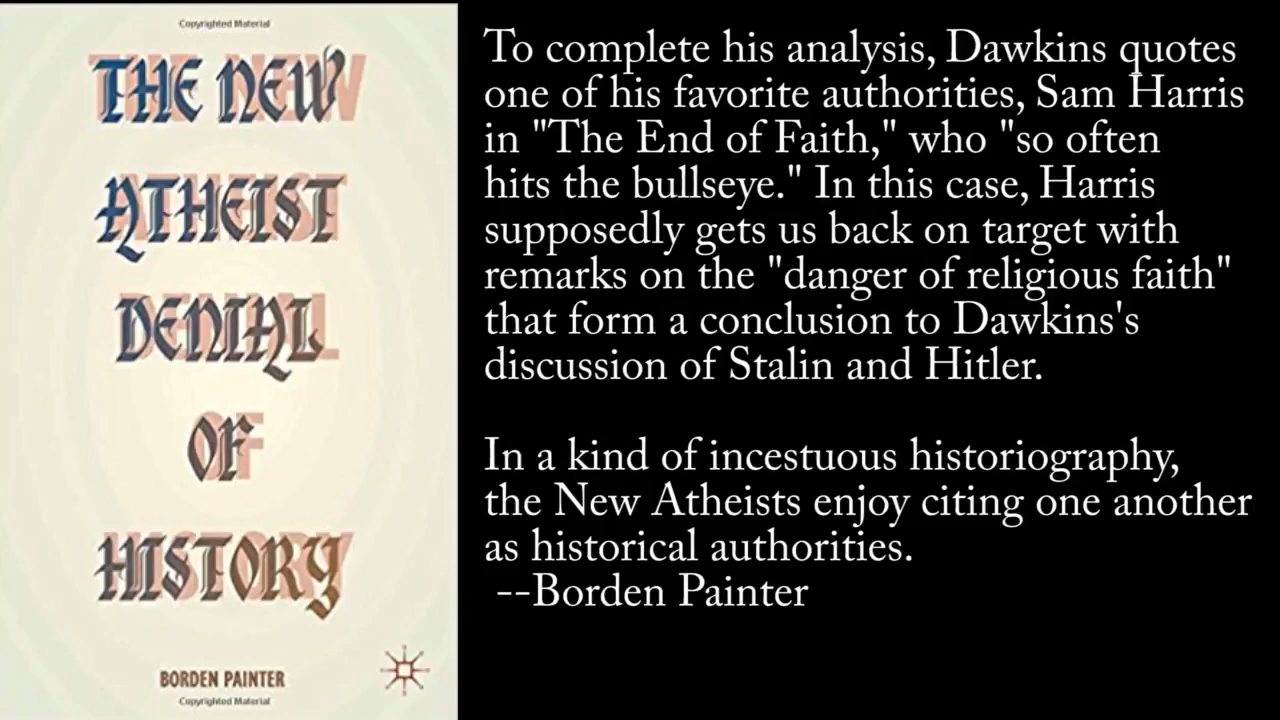 Copyrighted Material
THE NEW
ATHEIST
DENIAL
OF
HISTORY
BORDEN PAINTER
Copyrighted Material
To complete his analysis, Dawkins quotes
one of his favorite authorities, Sam Harris
in "The End of Faith," who "so often
hits the bullseye." In this case, Harris
supposedly gets us back on target with
remarks on the "danger of religious faith"
that form a conclusion to Dawkins's
discussion of Stalin and Hitler.
In a kind of incestuous historiography,
the New Atheists enjoy citing one another
as historical authorities.
--Borden Painter